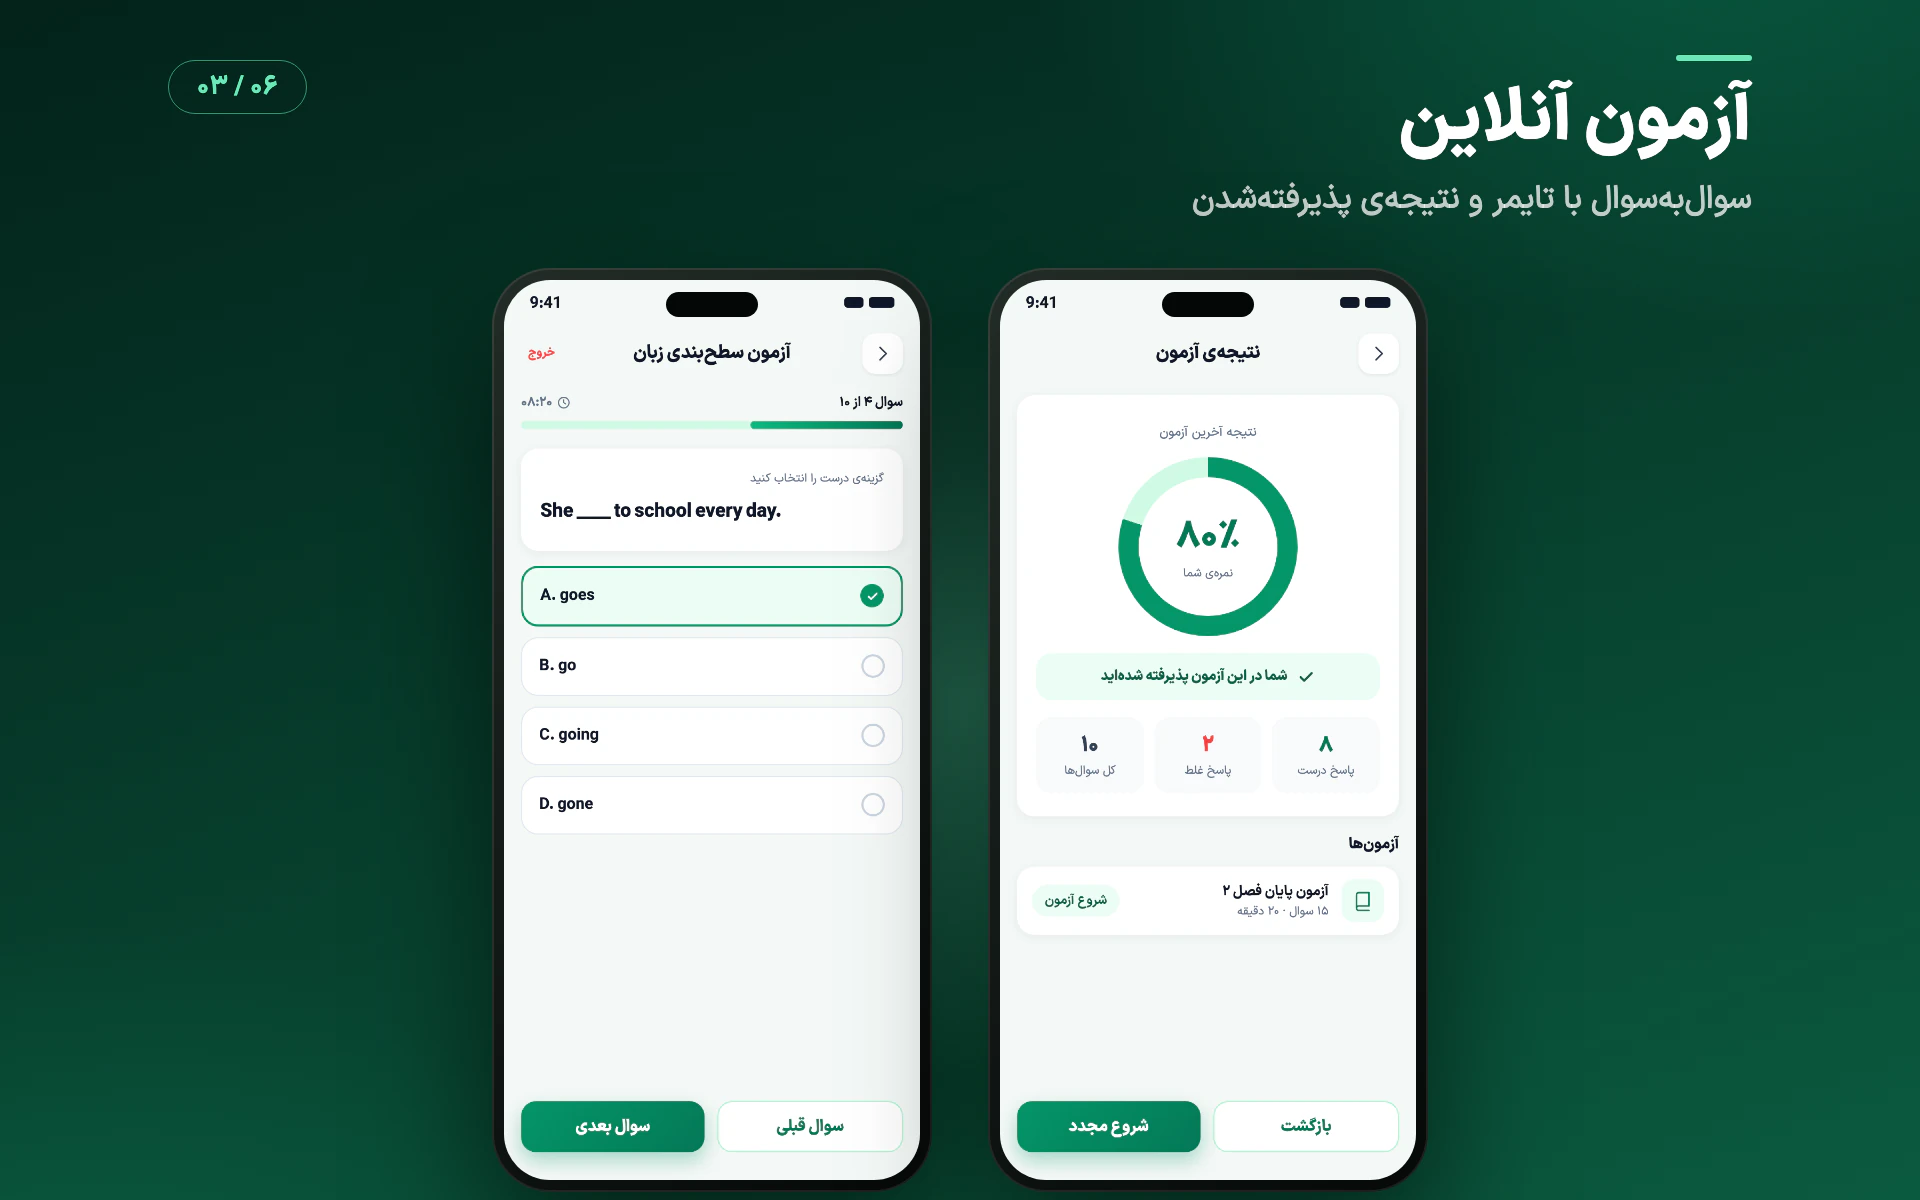 آزمون آنلاین
سوال‌به‌سوال با تایمر و نتیجه‌ی پذیرفته‌شدن
۰۳ / ۰۶
9:41
نتیجه‌ی آزمون
نتیجه آخرین آزمون
۸۰٪
نمره‌ی شما
شما در این آزمون پذیرفته شده‌اید
۸
پاسخ درست
۲
پاسخ غلط
۱۰
کل سوال‌ها
آزمون‌ها
آزمون پایان فصل ۲
۱۵ سوال · ۲۰ دقیقه
شروع آزمون
بازگشت
شروع مجدد
9:41
آزمون سطح‌بندی زبان
خروج
سوال ۴ از ۱۰
۰۸:۲۰
گزینه‌ی درست را انتخاب کنید
She ____ to school every day.
A. goes
B. go
C. going
D. gone
سوال قبلی
سوال بعدی